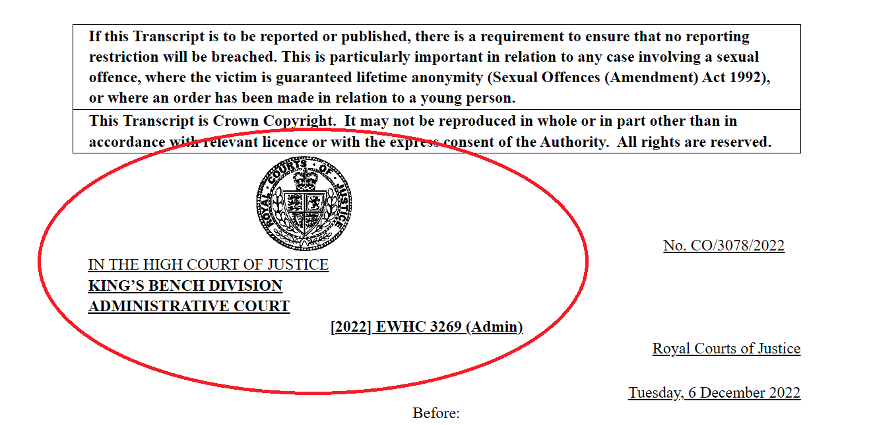 If this Transcript is to be reported or published, there is a requirement to ensure that no reporting
restriction will be breached. This is particularly important in relation to any case involving a sexual
offence, where the victim is guaranteed lifetime anonymity (Sexual Offences (Amendment) Act 1992),
or where an order has been made in relation to a young person.
This Transcript is Crown Copyright.  It may not be reproduced in whole or in part other than in
accordance with relevant licence or with the express consent of the Authority.  All rights are reserved.
ROYAL COURTS OF JUSTICE
No. CO/3078/2022
IN THE HIGH COURT OF JUSTICE
KING'S BENCH DIVISION
ADMINISTRATIVE COURT
[2022] EWHC 3269 (Admin)
Royal Courts of Justice
Tuesday, 6 December 2022
Before: